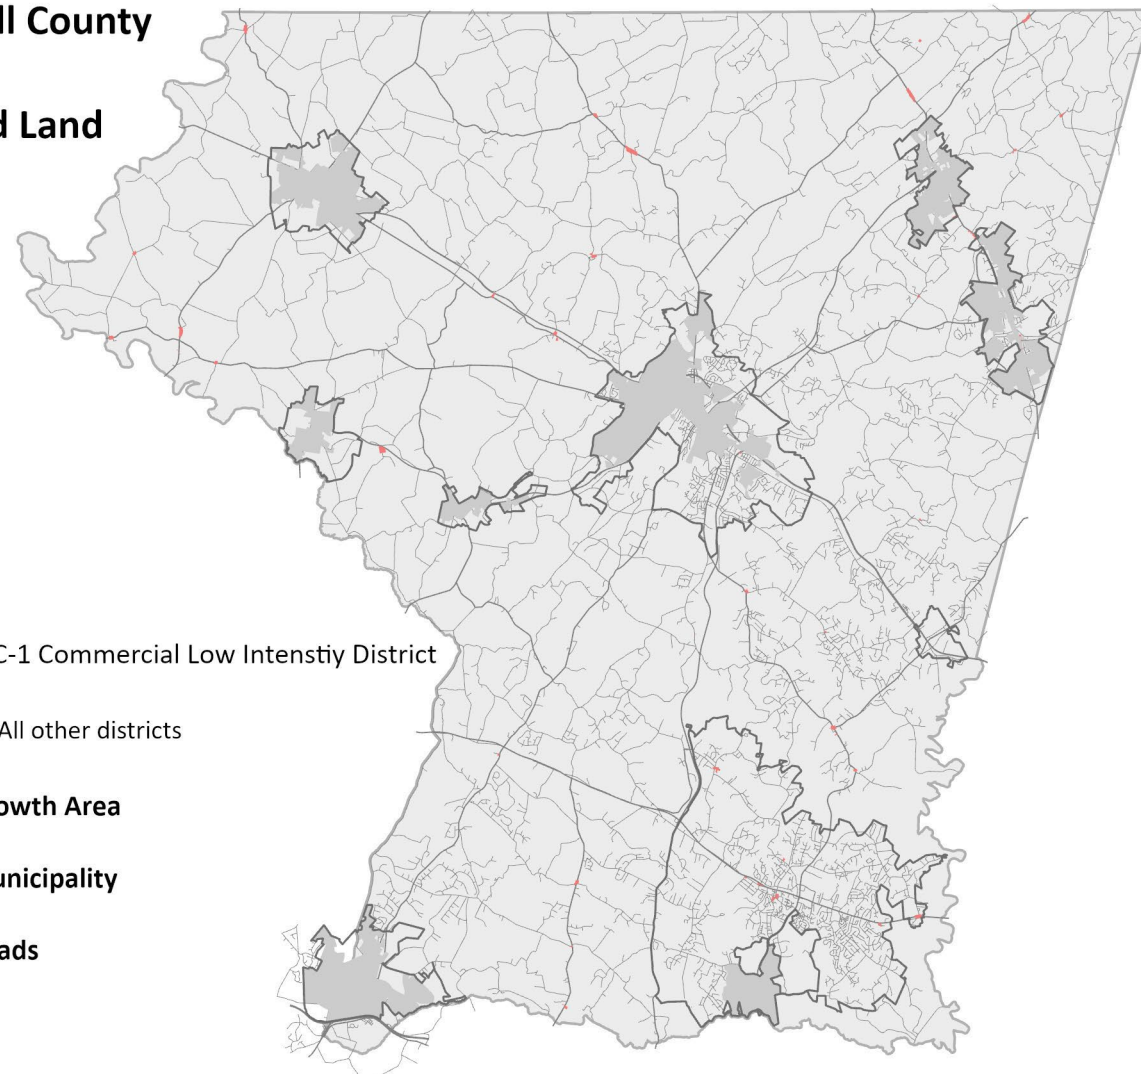 ll County
d Land
C-1 Commercial Low Intenstiy District
All other districts
owth Area
unicipality
ads